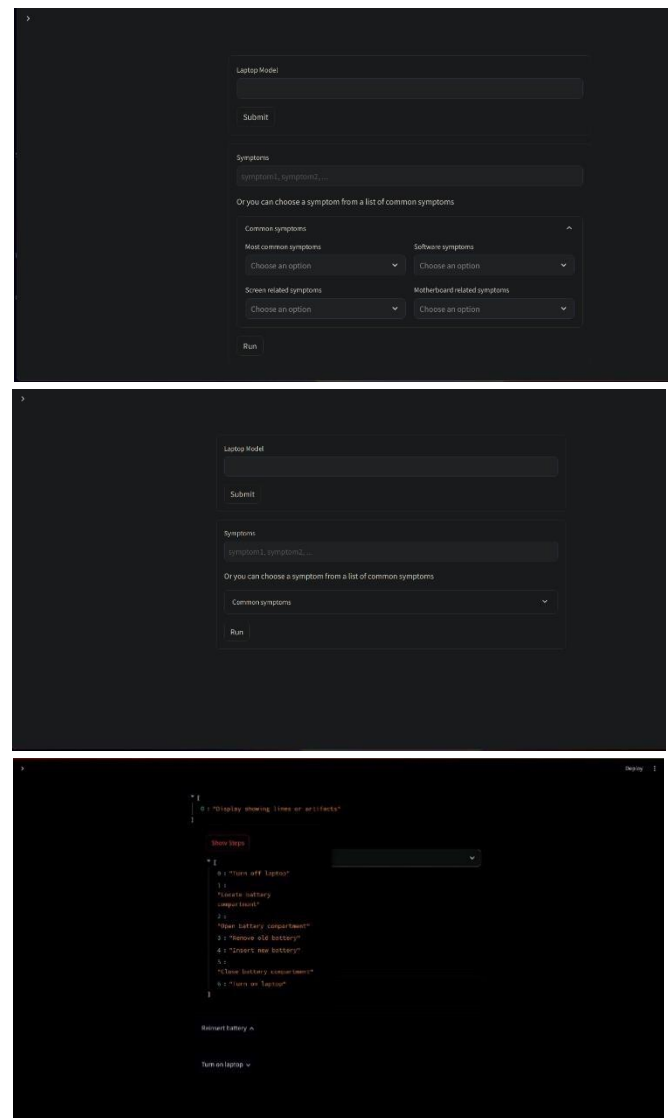 Laptop Model
Submit
Symptoms
symptom1, symptom2, ...
Or you can choose a symptom from a list of common symptoms
Common symptoms
Most common symptoms Software symptoms
Choose an option Choose an option
Screen related symptoms Motherboard related symptoms
Choose an option Choose an option
Run
Laptop Model
Submit
Symptoms
symptom1, symptom2, ...
Or you can choose a symptom from a list of common symptoms
Common symptoms
Run
Deploy
[
0 : "Display showing lines or artifacts"
]
Show Steps
[
0 : "Turn off laptop"
1 :
"Locate battery
compartment"
2 :
"Open battery compartment"
3 : "Remove old battery"
4 : "Insert new battery"
5 :
"Close battery compartment"
6 : "Turn on laptop"
]
Reinsert battery
Turn on laptop